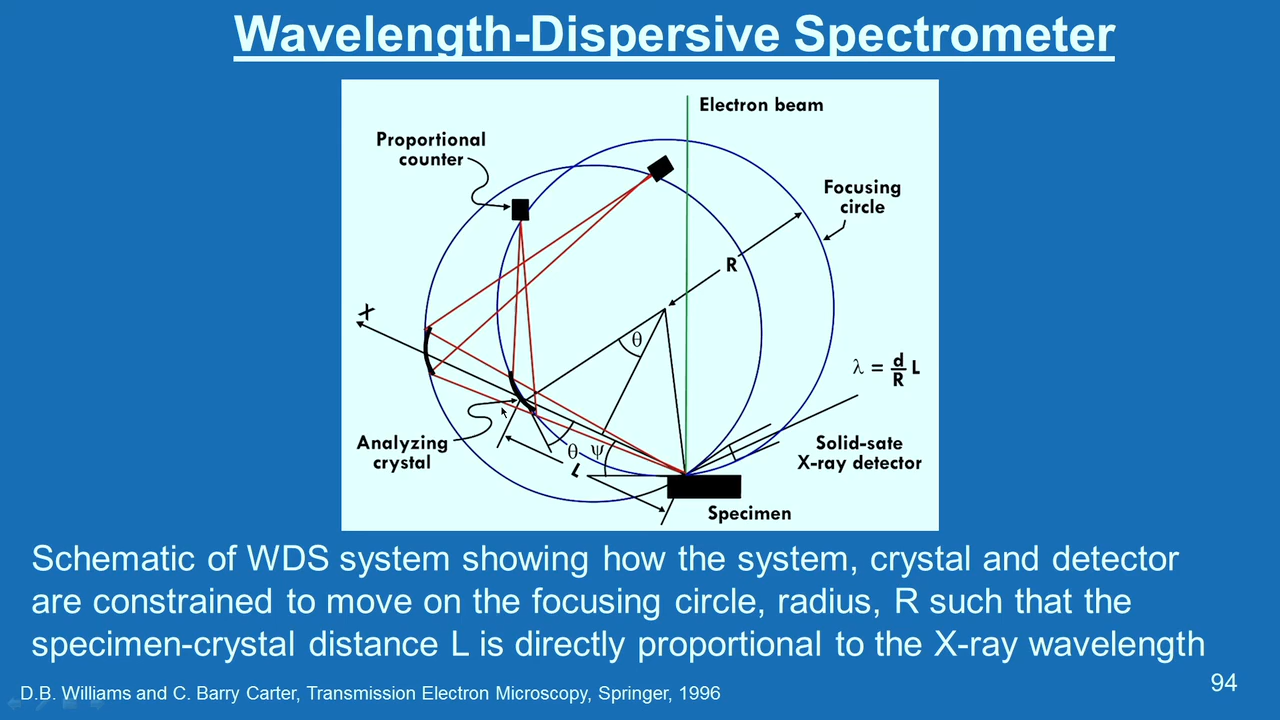 Wavelength-Dispersive Spectrometer
Electron beam
Proportional
counter
Focusing
circle
R
X
θ
λ = d/R L
Analyzing
crystal
θ ψ
L
Solid-sate
X-ray detector
Specimen
Schematic of WDS system showing how the system, crystal and detector
are constrained to move on the focusing circle, radius, R such that the
specimen-crystal distance L is directly proportional to the X-ray wavelength
D.B. Williams and C. Barry Carter, Transmission Electron Microscopy, Springer, 1996
94